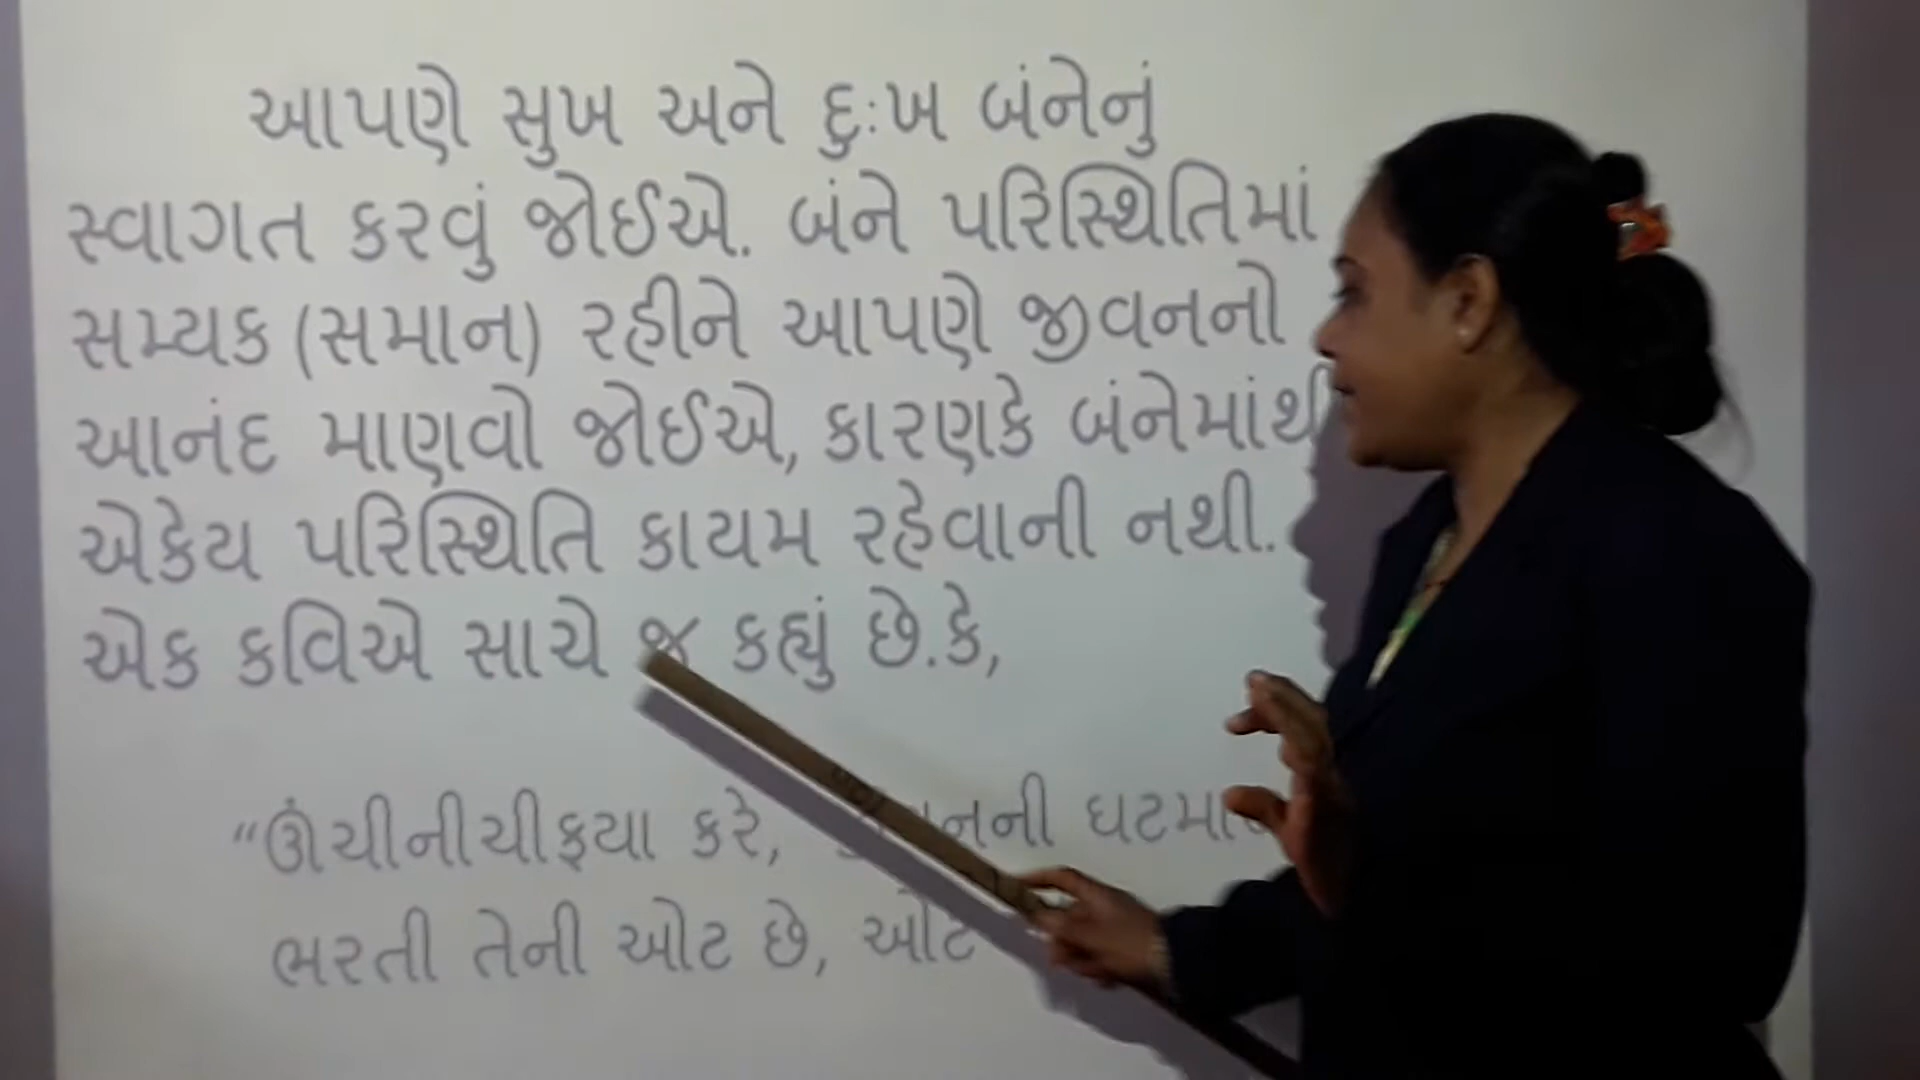 આપણે સુખ અને દુઃખ બંનેનું
સ્વાગત કરવું જોઈએ. બંને પરિસ્થિતિમાં
સમ્યક (સમાન) રહીને આપણે જીવનનો
આનંદ માણવો જોઈએ, કારણકે બંનેમાંથી
એકેય પરિસ્થિતિ કાયમ રહેવાની નથી.
એક કવિએ સાચે જ કહ્યું છે.કે,
“ઊંચીનીચીફર્યા કરે, ઘટમા
ભરતી તેની ઓટ છે, ઓટ